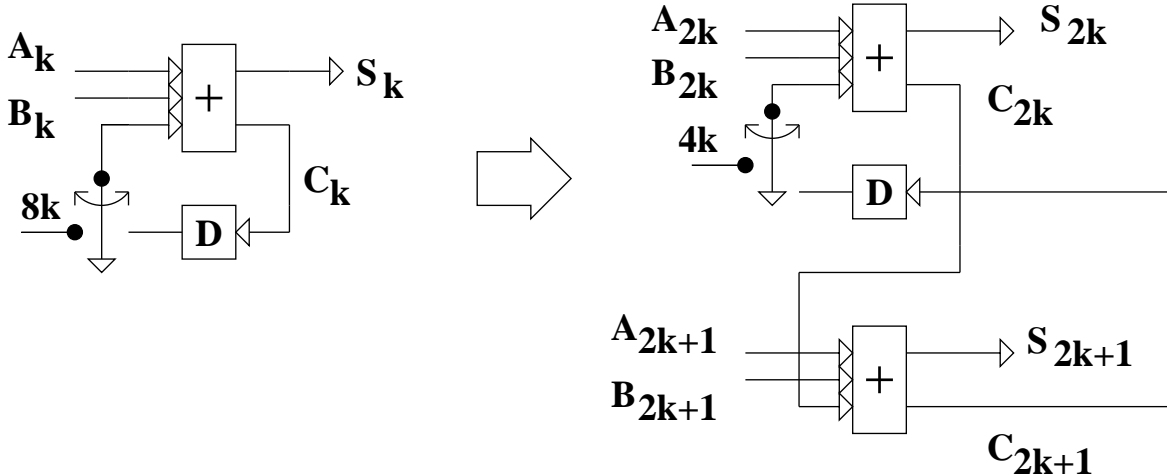 A_k
B_k
+
S_k
8k
D
C_k
A_2k
B_2k
+
S_2k
C_2k
4k
D
A_2k+1
B_2k+1
+
S_2k+1
C_2k+1